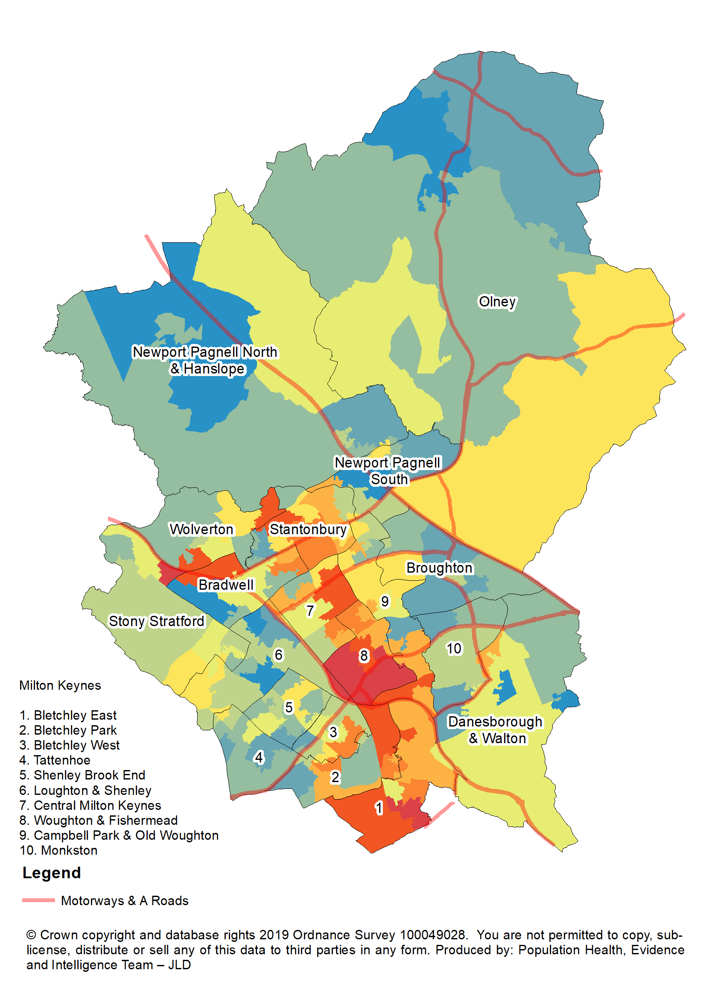 Olney
Newport Pagnell North
& Hanslope
Newport Pagnell
South
Wolverton
Stantonbury
Broughton
Bradwell
9
7
Stony Stratford
10
6
8
Milton Keynes
5
1. Bletchley East
Danesborough
& Walton
2. Bletchley Park
3
3. Bletchley West
4
4. Tattenhoe
5. Shenley Brook End
2
6. Loughton & Shenley
7. Central Milton Keynes
1
8. Woughton & Fishermead
9. Campbell Park & Old Woughton
10. Monkston
Legend
Motorways & A Roads
© Crown copyright and database rights 2019 Ordnance Survey 100049028.  You are not permitted to copy, sub-
license, distribute or sell any of this data to third parties in any form. Produced by: Population Health, Evidence
and Intelligence Team – JLD